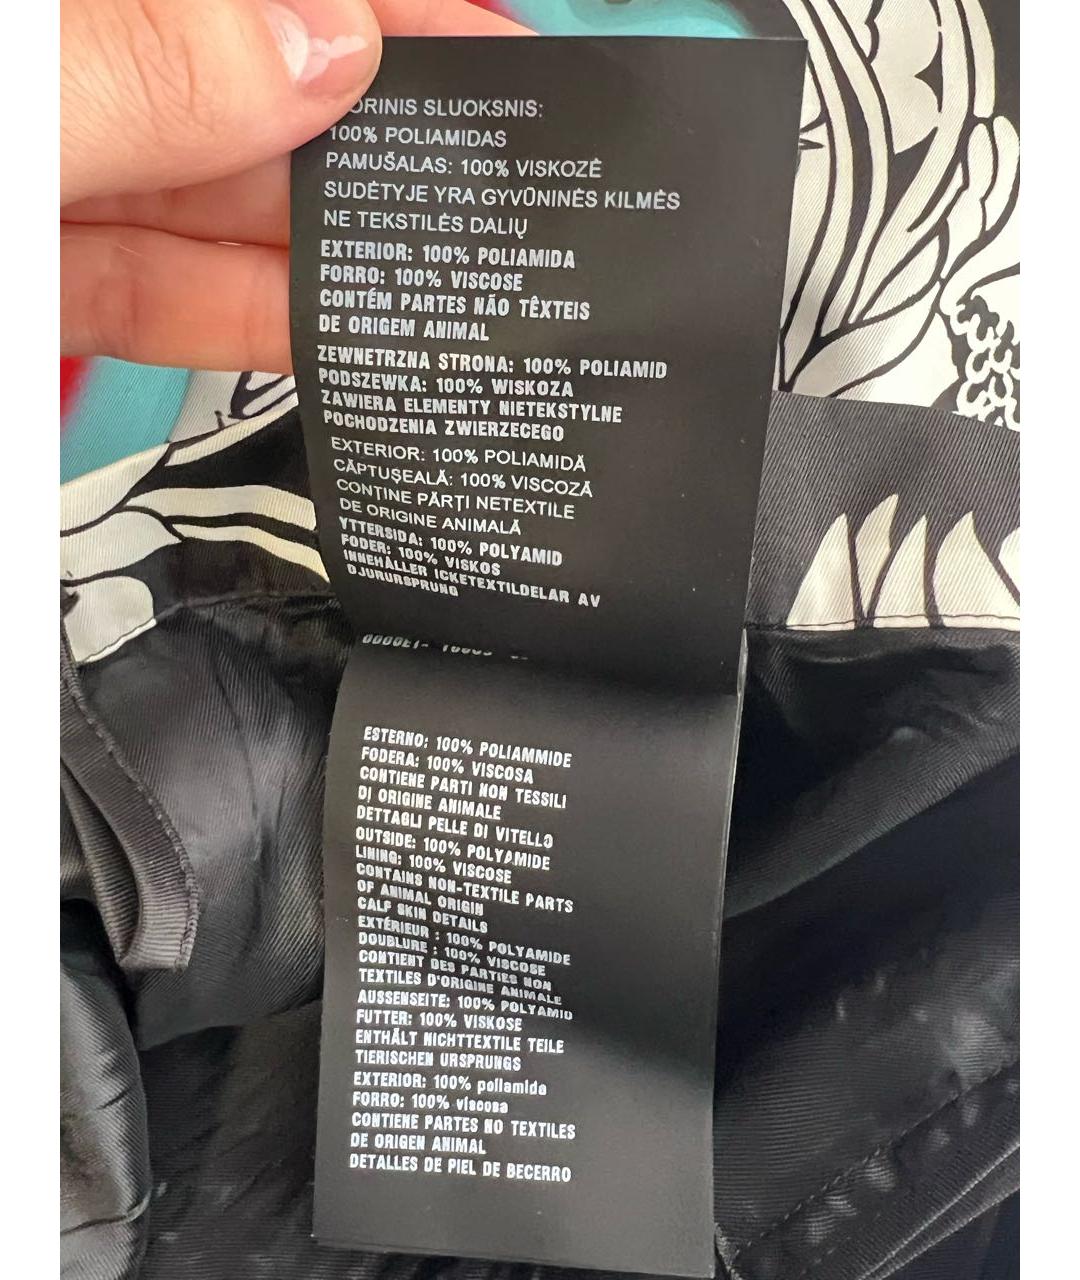 SLUOKSNIS:
100% POLIAMIDAS
PAMUŠALAS: 100% VISKOZĖ
SUDĖTYJE YRA GYVŪNINĖS KILMĖS
NE TEKSTILĖS DALIŲ
EXTERIOR: 100% POLIAMIDA
FORRO: 100% VISCOSE
CONTÉM PARTES NÃO TÊXTEIS
DE ORIGEM ANIMAL
ZEWNETRZNA STRONA: 100% POLIAMID
PODSZEWKA: 100% WISKOZA
ZAWIERA ELEMENTY NIETEKSTYLNE
POCHODZENIA ZWIERZECEGO
EXTERIOR: 100% POLIAMIDĂ
CĂPTUŞEALĂ: 100% VISCOZĂ
CONŢINE PĂRŢI NETEXTILE
DE ORIGINE ANIMALĂ
YTTERSIDA: 100% POLYAMID
FODER: 100% VISKOS
INNEHÅLLER ICKETEXTILDELAR AV
DJURURSPRUNG
ESTERNO: 100% POLIAMMIDE
FODERA: 100% VISCOSA
CONTIENE PARTI NON TESSILI
DI ORIGINE ANIMALE
DETTAGLI PELLE DI VITELLO
OUTSIDE: 100% POLYAMIDE
LINING: 100% VISCOSE
CONTAINS NON-TEXTILE PARTS
OF ANIMAL ORIGIN
CALF SKIN DETAILS
EXTÉRIEUR : 100% POLYAMIDE
DOUBLURE : 100% VISCOSE
CONTIENT DES PARTIES NON
TEXTILES D'ORIGINE ANIMALE
AUSSENSEITE: 100% POLYAMID
FUTTER: 100% VISKOSE
ENTHÄLT NICHTTEXTILE TEILE
TIERISCHEN URSPRUNGS
EXTERIOR: 100% poliamida
FORRO: 100% viscosa
CONTIENE PARTES NO TEXTILES
DE ORIGEN ANIMAL
DETALLES DE PIEL DE BECERRO